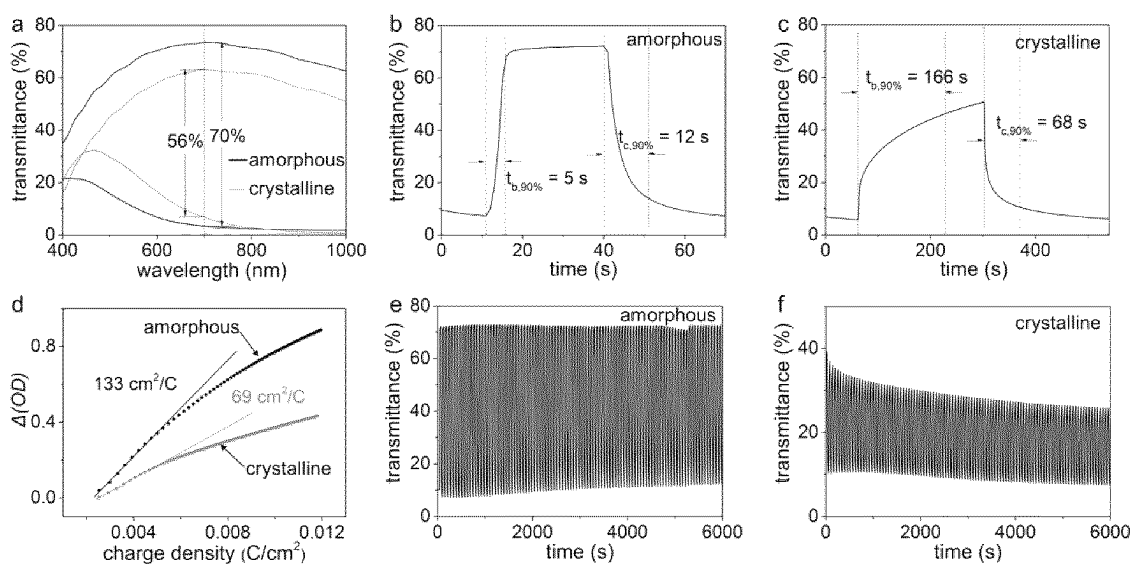 a
transmittance (%)
80
60
40
20
0
56%
70%
amorphous
crystalline
400
600
800
1000
wavelength (nm)
b
transmittance (%)
80
60
40
20
0
amorphous
t_c,90% = 12 s
t_b,90% = 5 s
0
20
40
60
time (s)
c
transmittance (%)
80
60
40
20
0
crystalline
t_b,90% = 166 s
t_c,90% = 68 s
0
200
400
time (s)
d
Δ(OD)
0.8
0.4
0.0
amorphous
133 cm²/C
69 cm²/C
crystalline
0.004
0.008
0.012
charge density (C/cm²)
e
transmittance (%)
80
60
40
20
0
amorphous
0
2000
4000
6000
time (s)
f
transmittance (%)
40
20
0
crystalline
0
2000
4000
6000
time (s)